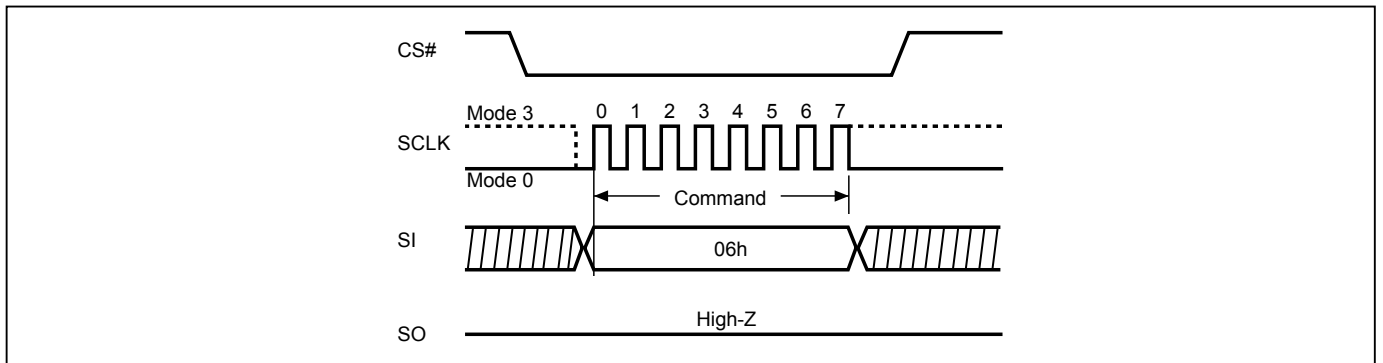 CS#
Mode 3
0 1 2 3 4 5 6 7
SCLK
Mode 0
Command
SI
06h
High-Z
SO